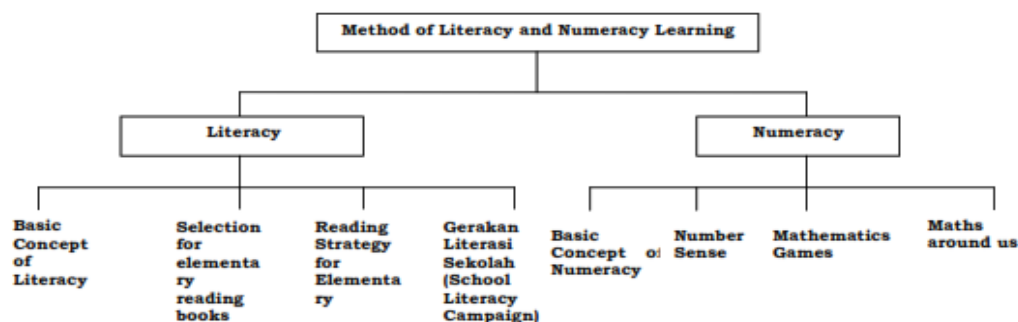 Method of Literacy and Numeracy Learning
Literacy
Numeracy
Basic
Concept
of
Literacy
Selection
for
elementa
ry
reading
books
Reading
Strategy
for
Elementa
ry
Gerakan
Literasi
Sekolah
(School
Literacy
Campaign)
Basic
Concept of
Numeracy
Number
Sense
Mathematics
Games
Maths
around us